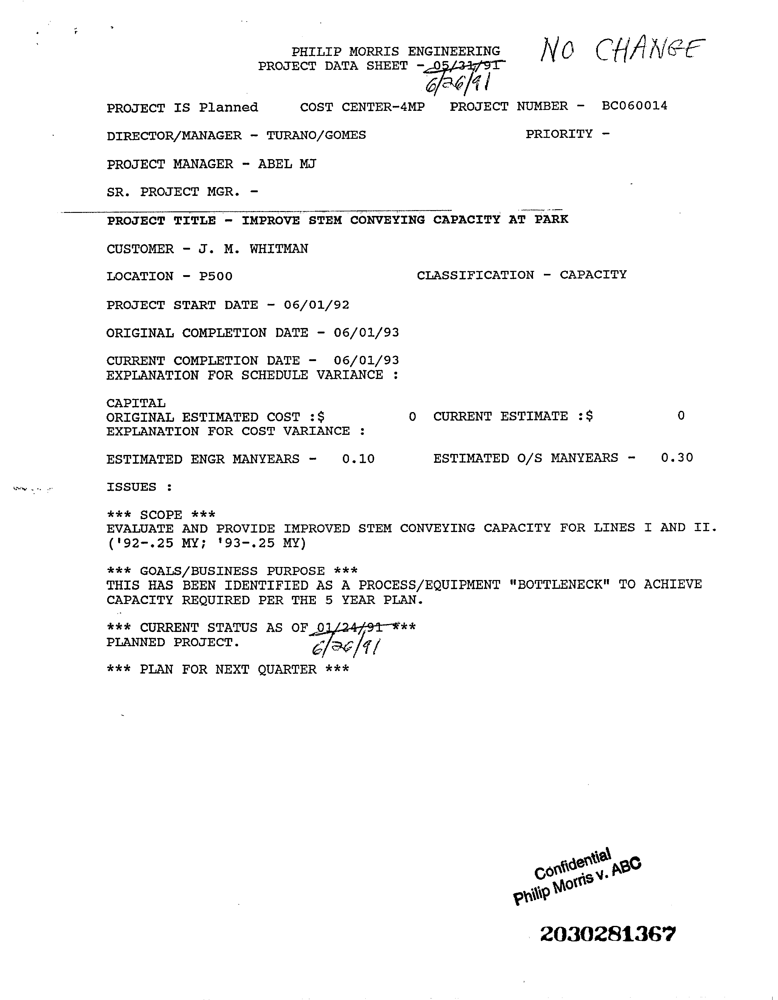 NO CHANGE
PHILIP MORRIS ENGINEERING
PROJECT DATA SHEET - 05/31/91
6/26/91
PROJECT IS Planned COST CENTER-4MP PROJECT NUMBER - BC060014
DIRECTOR/MANAGER - TURANO/GOMES PRIORITY -
PROJECT MANAGER - ABEL MJ
SR. PROJECT MGR. -
PROJECT TITLE - IMPROVE STEM CONVEYING CAPACITY AT PARK
CUSTOMER - J. M. WHITMAN
LOCATION - P500 CLASSIFICATION - CAPACITY
PROJECT START DATE - 06/01/92
ORIGINAL COMPLETION DATE - 06/01/93
CURRENT COMPLETION DATE - 06/01/93
EXPLANATION FOR SCHEDULE VARIANCE :
CAPITAL
ORIGINAL ESTIMATED COST :$ 0 CURRENT ESTIMATE :$ 0
EXPLANATION FOR COST VARIANCE :
ESTIMATED ENGR MANYEARS - 0.10 ESTIMATED O/S MANYEARS - 0.30
ISSUES :
*** SCOPE ***
EVALUATE AND PROVIDE IMPROVED STEM CONVEYING CAPACITY FOR LINES I AND II.
('92-.25 MY; '93-.25 MY)
*** GOALS/BUSINESS PURPOSE ***
THIS HAS BEEN IDENTIFIED AS A PROCESS/EQUIPMENT "BOTTLENECK" TO ACHIEVE
CAPACITY REQUIRED PER THE 5 YEAR PLAN.
*** CURRENT STATUS AS OF 01/24/91 ***
PLANNED PROJECT. 6/26/91
*** PLAN FOR NEXT QUARTER ***
Confidential
Philip Morris v. ABC
2030281367